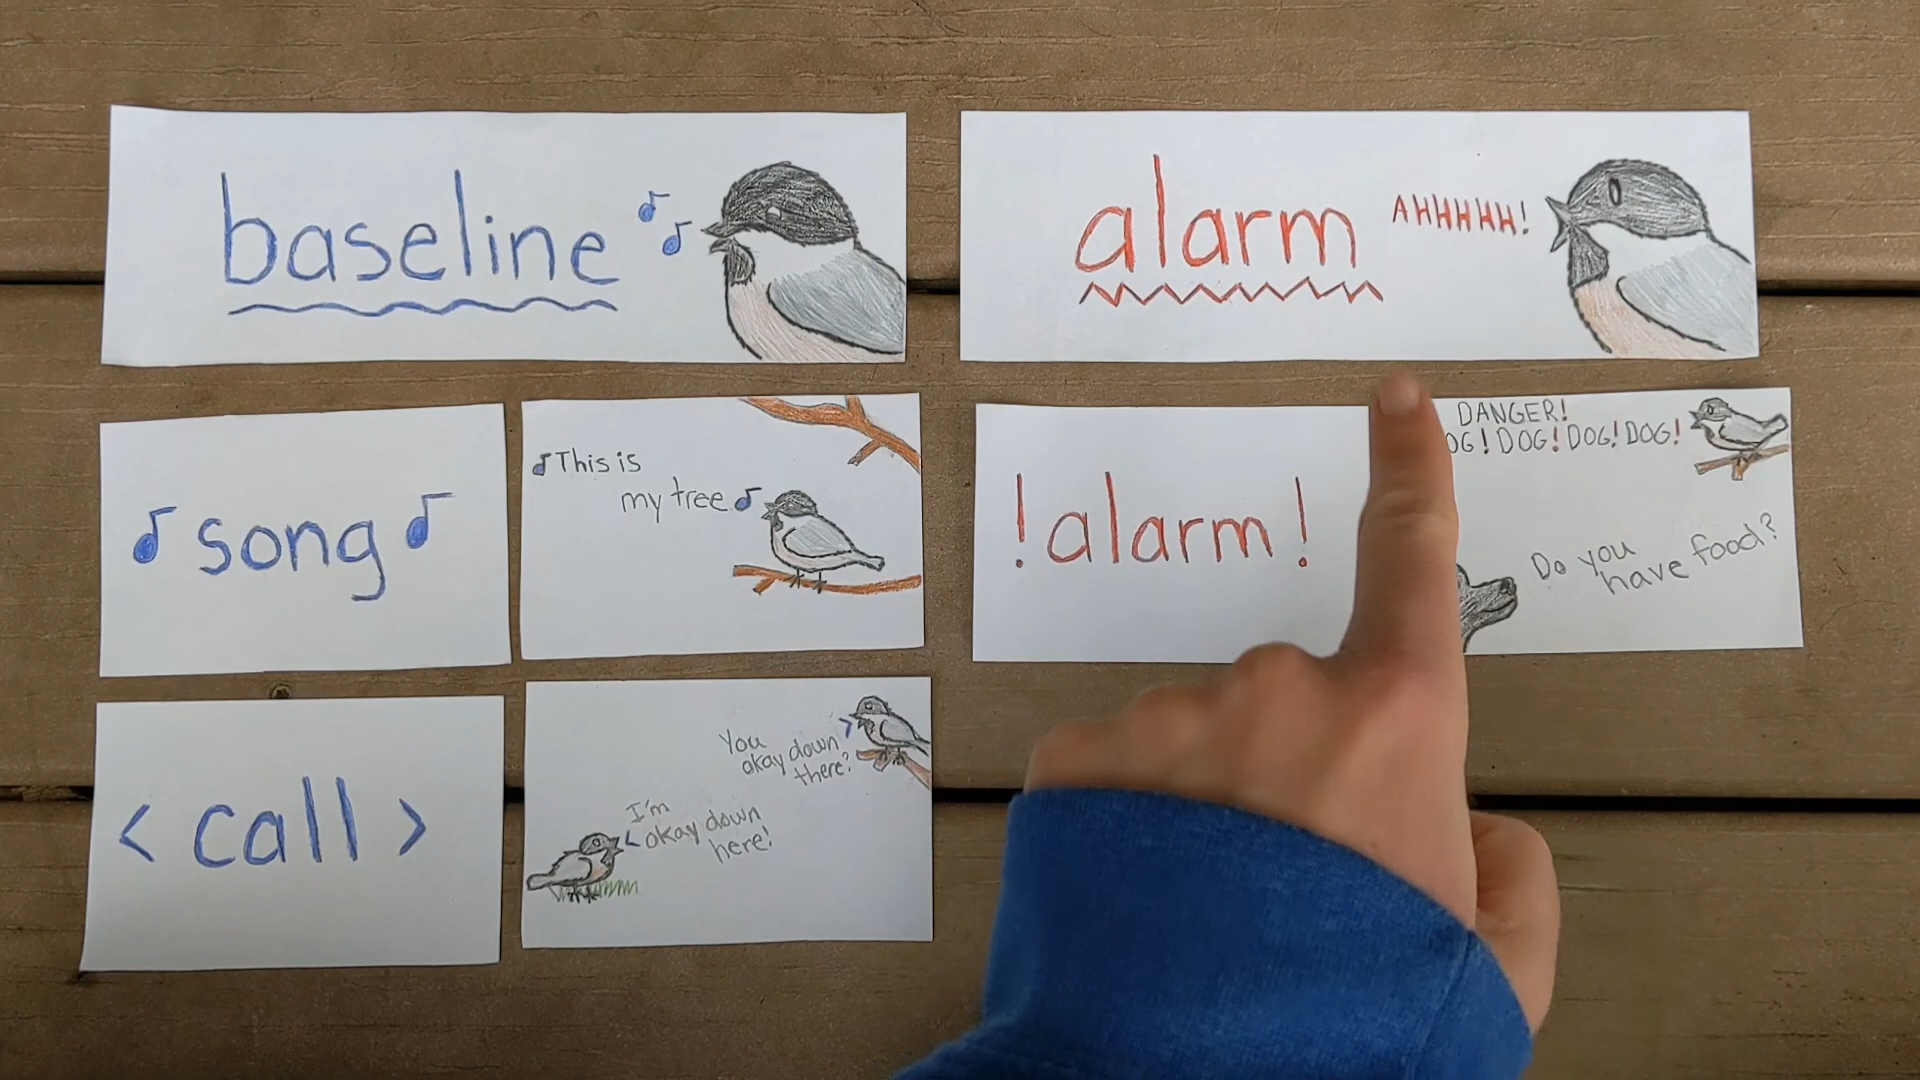 baseline
alarm
AHHHHH!
♪ song ♪
♪This is
my tree♪
!alarm!
DANGER!
OG! DOG! DOG! DOG!
Do you
have food?
< call >
You
okay down
there?
I'm
okay down
here!